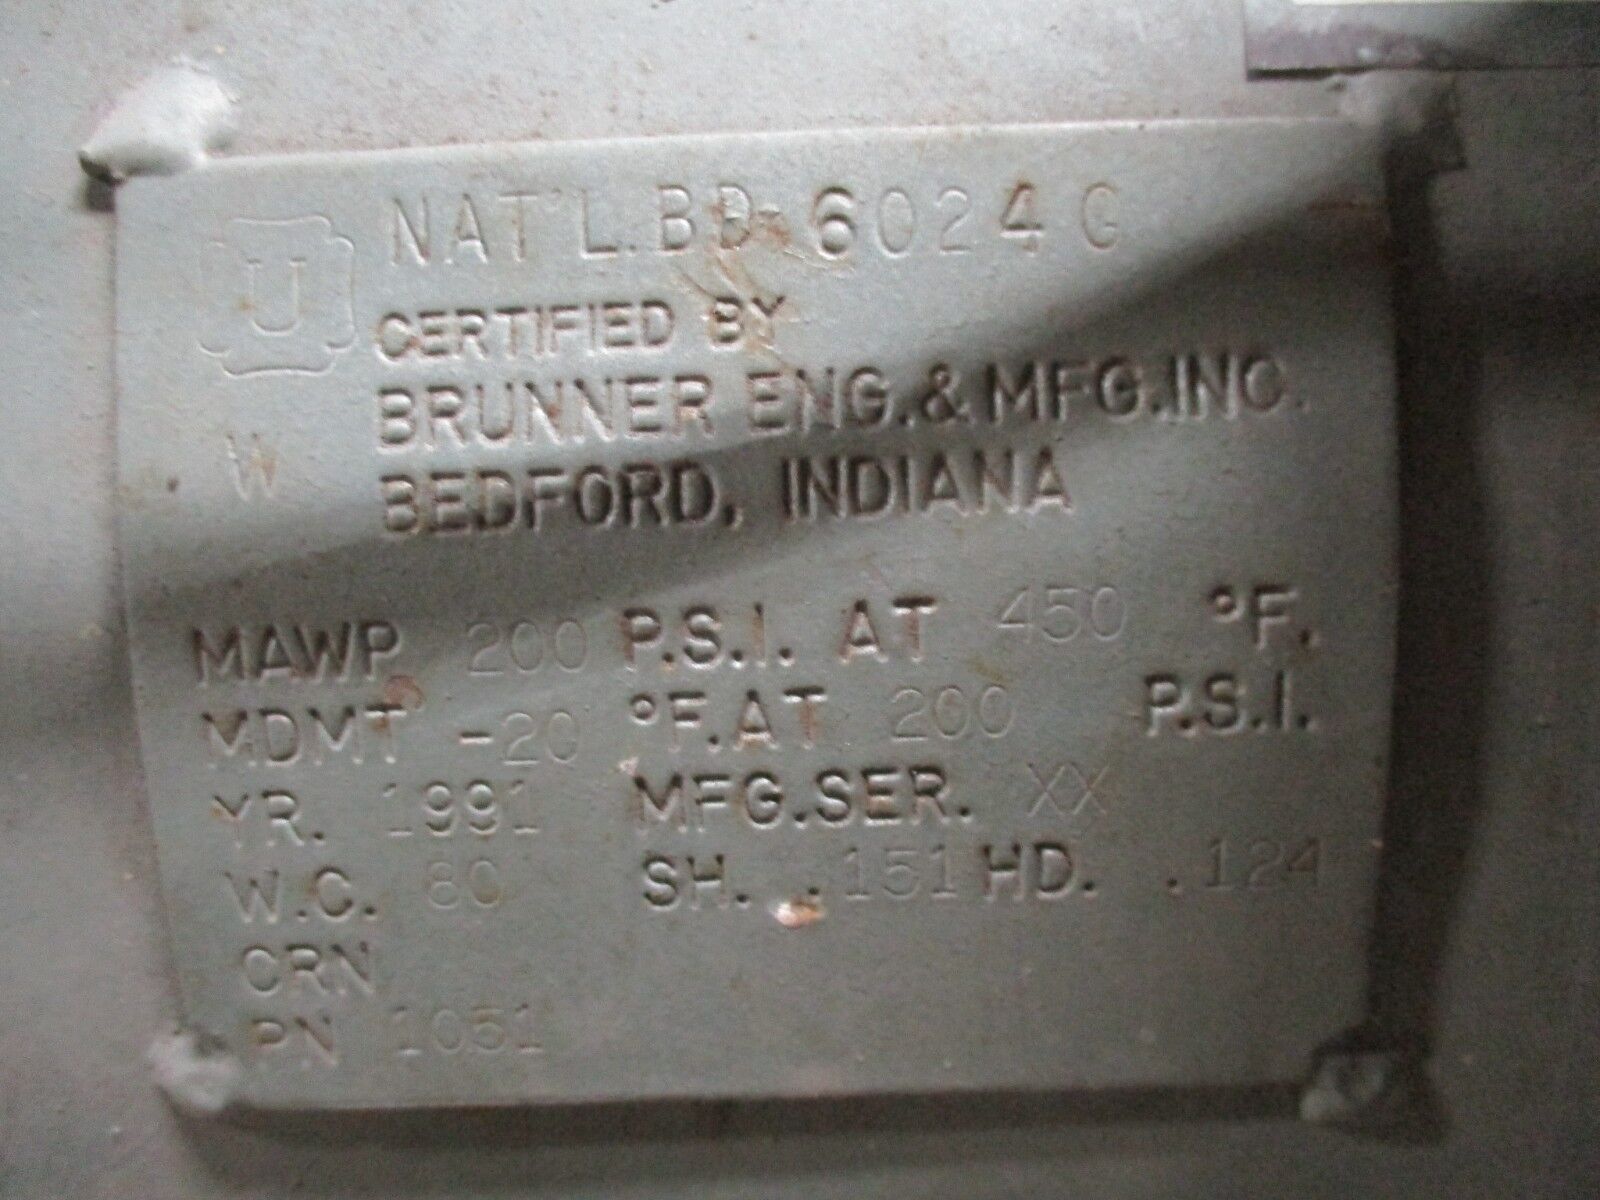 NAT'L.BD. 6024 G
U
CERTIFIED BY
BRUNNER ENG.& MFG.INC.
W
BEDFORD, INDIANA
MAWP 200 P.S.I. AT 450 °F.
MDMT -20 °F. AT 200 P.S.I.
YR. 1991 MFG.SER. XX
W.C. 80 SH. .151 HD. .124
CRN
PN 1051